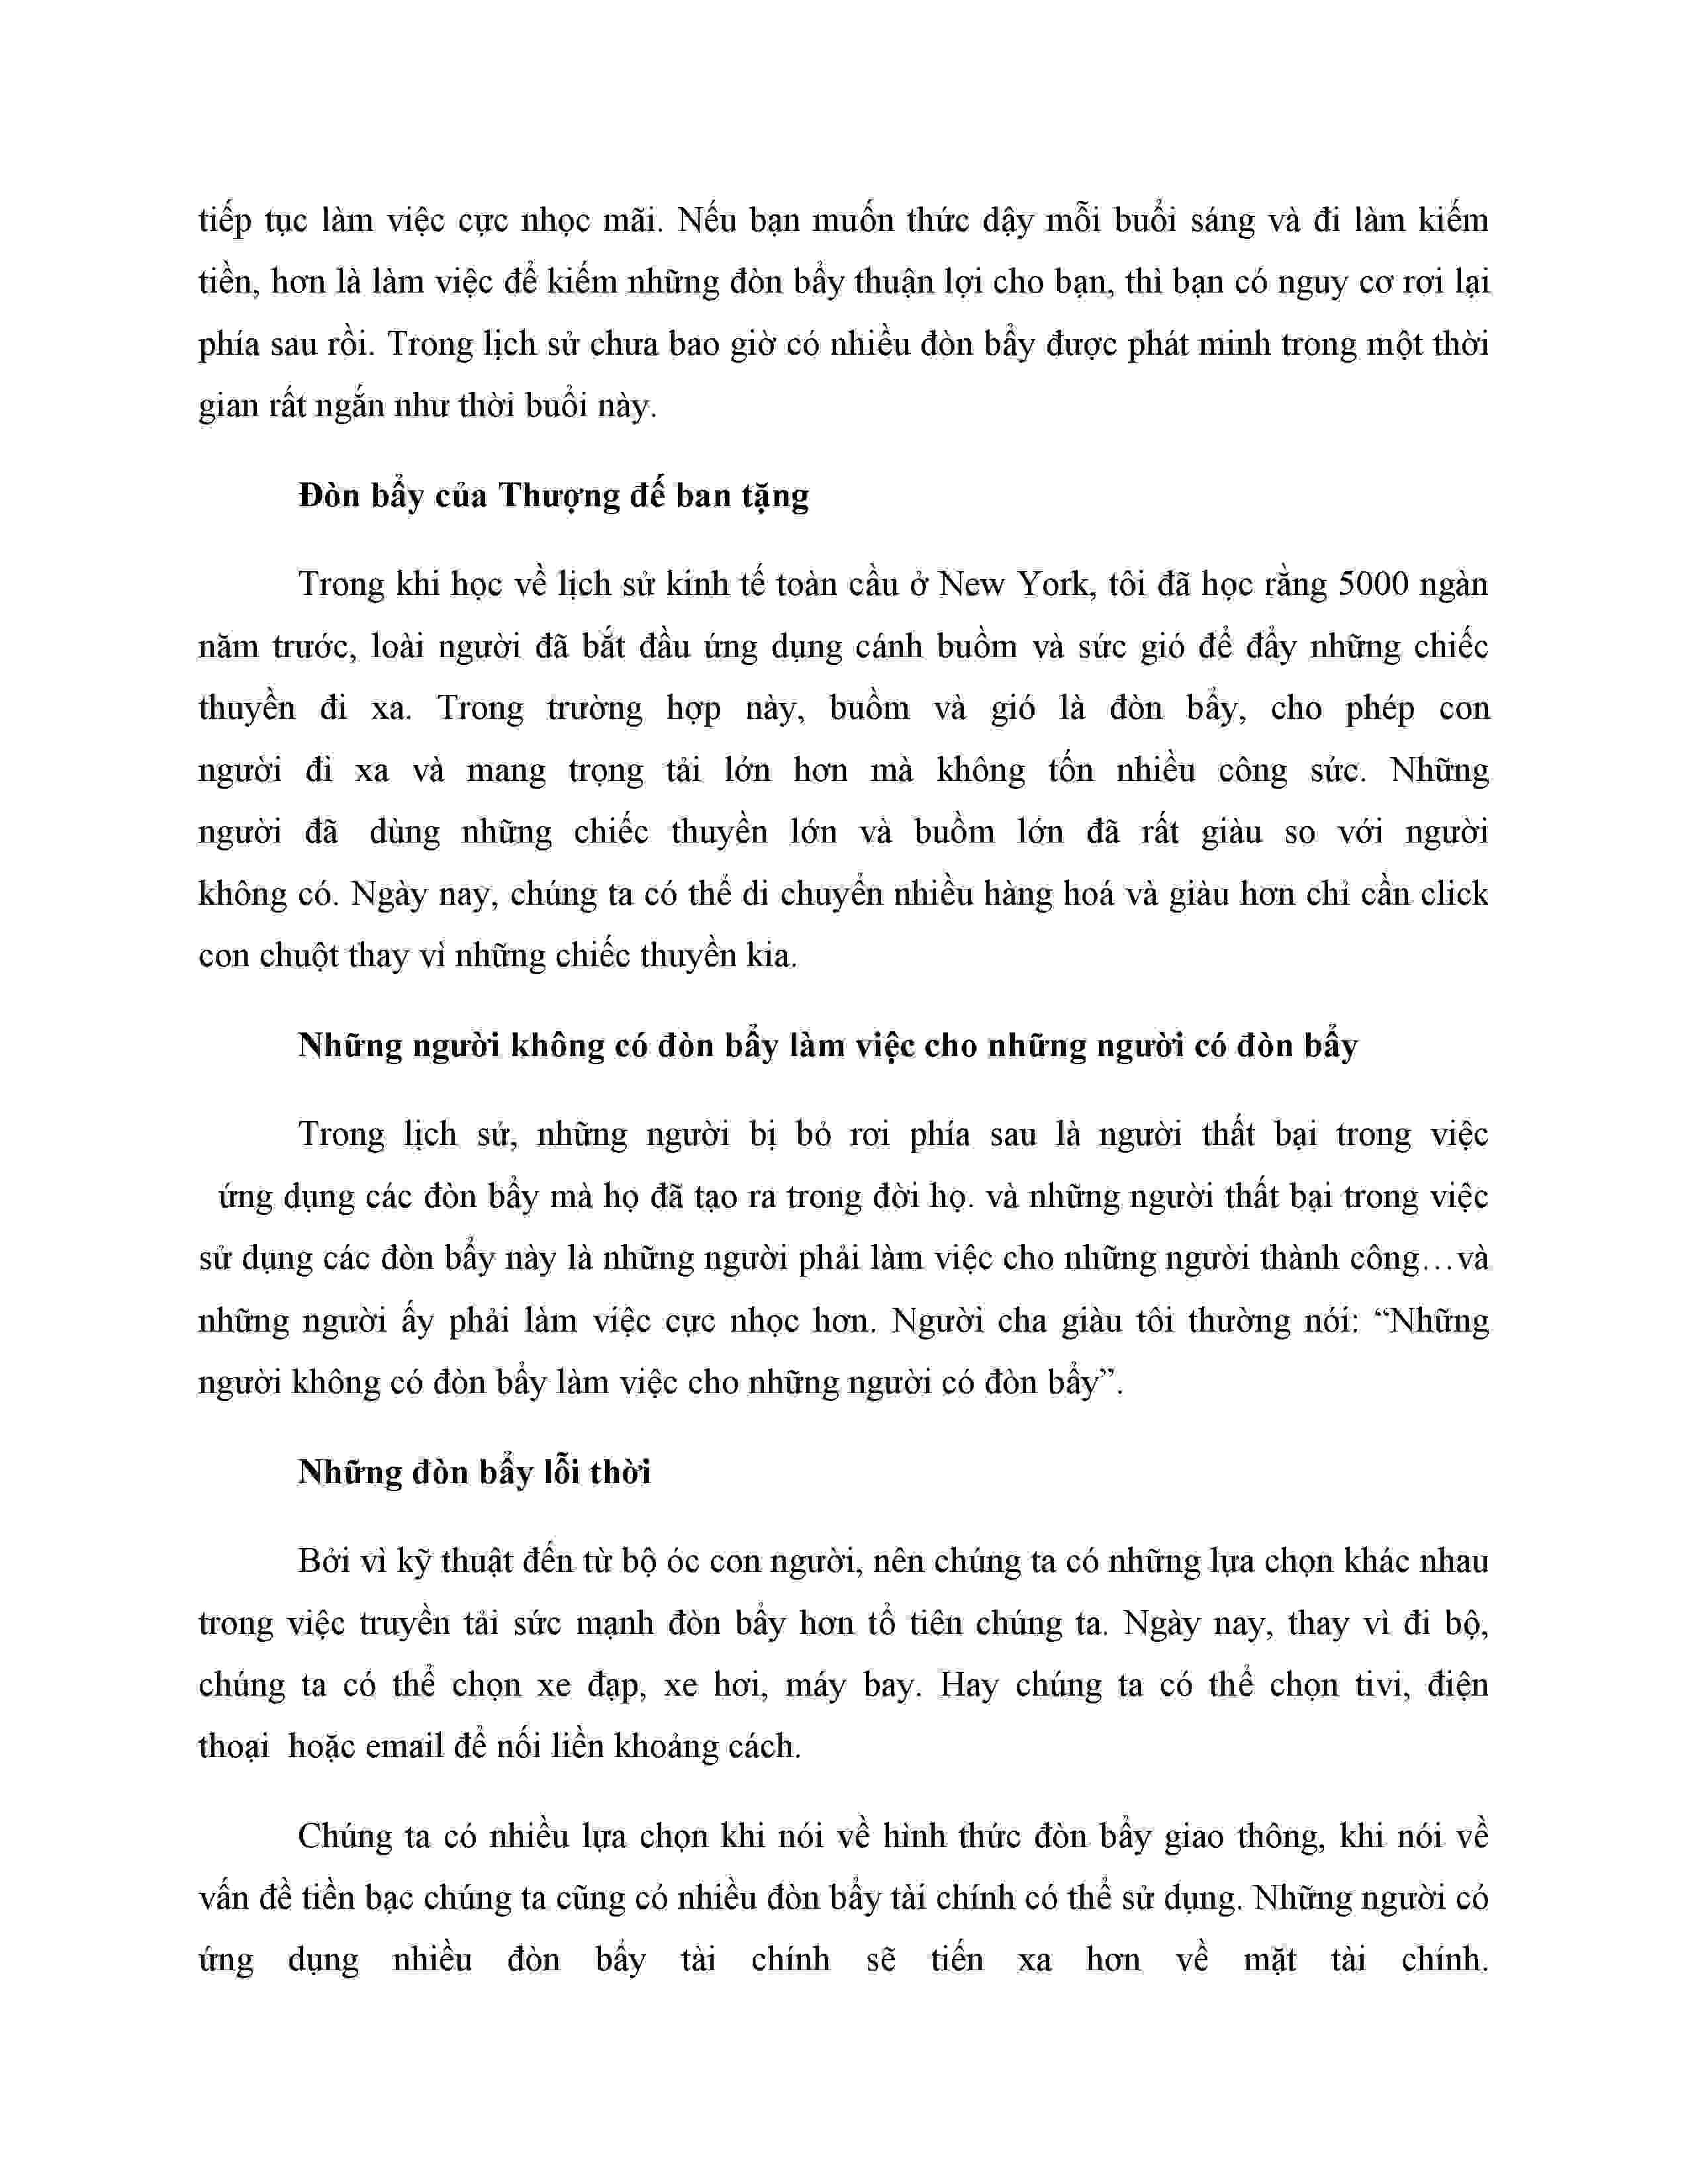 tiếp tục làm việc cực nhọc mãi. Nếu bạn muốn thức dậy mỗi buổi sáng và đi làm kiếm
tiền, hơn là làm việc để kiếm những đòn bẩy thuận lợi cho bạn, thì bạn có nguy cơ rơi lại
phía sau rồi. Trong lịch sử chưa bao giờ có nhiều đòn bẩy được phát minh trong một thời
gian rất ngắn như thời buổi này.
Đòn bẩy của Thượng đế ban tặng
Trong khi học về lịch sử kinh tế toàn cầu ở New York, tôi đã học rằng 5000 ngàn
năm trước, loài người đã bắt đầu ứng dụng cánh buồm và sức gió để đẩy những chiếc
thuyền đi xa. Trong trường hợp này, buồm và gió là đòn bẩy, cho phép con
người đi xa và mang trọng tải lớn hơn mà không tốn nhiều công sức. Những
người đã dùng những chiếc thuyền lớn và buồm lớn đã rất giàu so với người
không có. Ngày nay, chúng ta có thể di chuyển nhiều hàng hoá và giàu hơn chỉ cần click
con chuột thay vì những chiếc thuyền kia.
Những người không có đòn bẩy làm việc cho những người có đòn bẩy
Trong lịch sử, những người bị bỏ rơi phía sau là người thất bại trong việc
ứng dụng các đòn bẩy mà họ đã tạo ra trong đời họ. và những người thất bại trong việc
sử dụng các đòn bẩy này là những người phải làm việc cho những người thành công…và
những người ấy phải làm việc cực nhọc hơn. Người cha giàu tôi thường nói: “Những
người không có đòn bẩy làm việc cho những người có đòn bẩy”.
Những đòn bẩy lỗi thời
Bởi vì kỹ thuật đến từ bộ óc con người, nên chúng ta có những lựa chọn khác nhau
trong việc truyền tải sức mạnh đòn bẩy hơn tổ tiên chúng ta. Ngày nay, thay vì đi bộ,
chúng ta có thể chọn xe đạp, xe hơi, máy bay. Hay chúng ta có thể chọn tivi, điện
thoại hoặc email để nối liền khoảng cách.
Chúng ta có nhiều lựa chọn khi nói về hình thức đòn bẩy giao thông, khi nói về
vấn đề tiền bạc chúng ta cũng có nhiều đòn bẩy tài chính có thể sử dụng. Những người có
ứng dụng nhiều đòn bẩy tài chính sẽ tiến xa hơn về mặt tài chính.